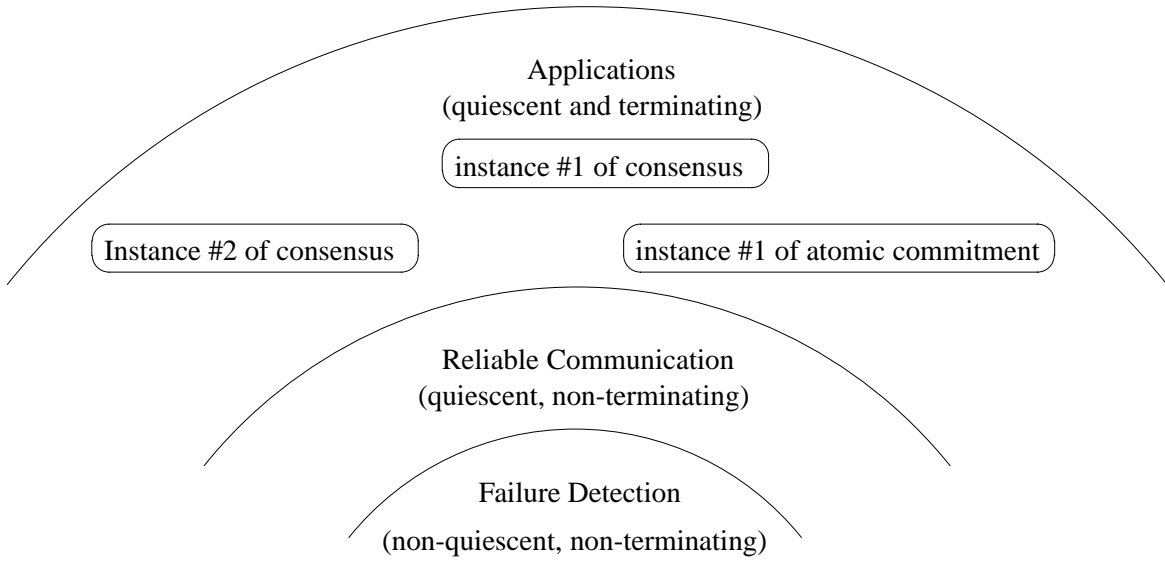 Applications
(quiescent and terminating)
instance #1 of consensus
Instance #2 of consensus
instance #1 of atomic commitment
Reliable Communication
(quiescent, non-terminating)
Failure Detection
(non-quiescent, non-terminating)